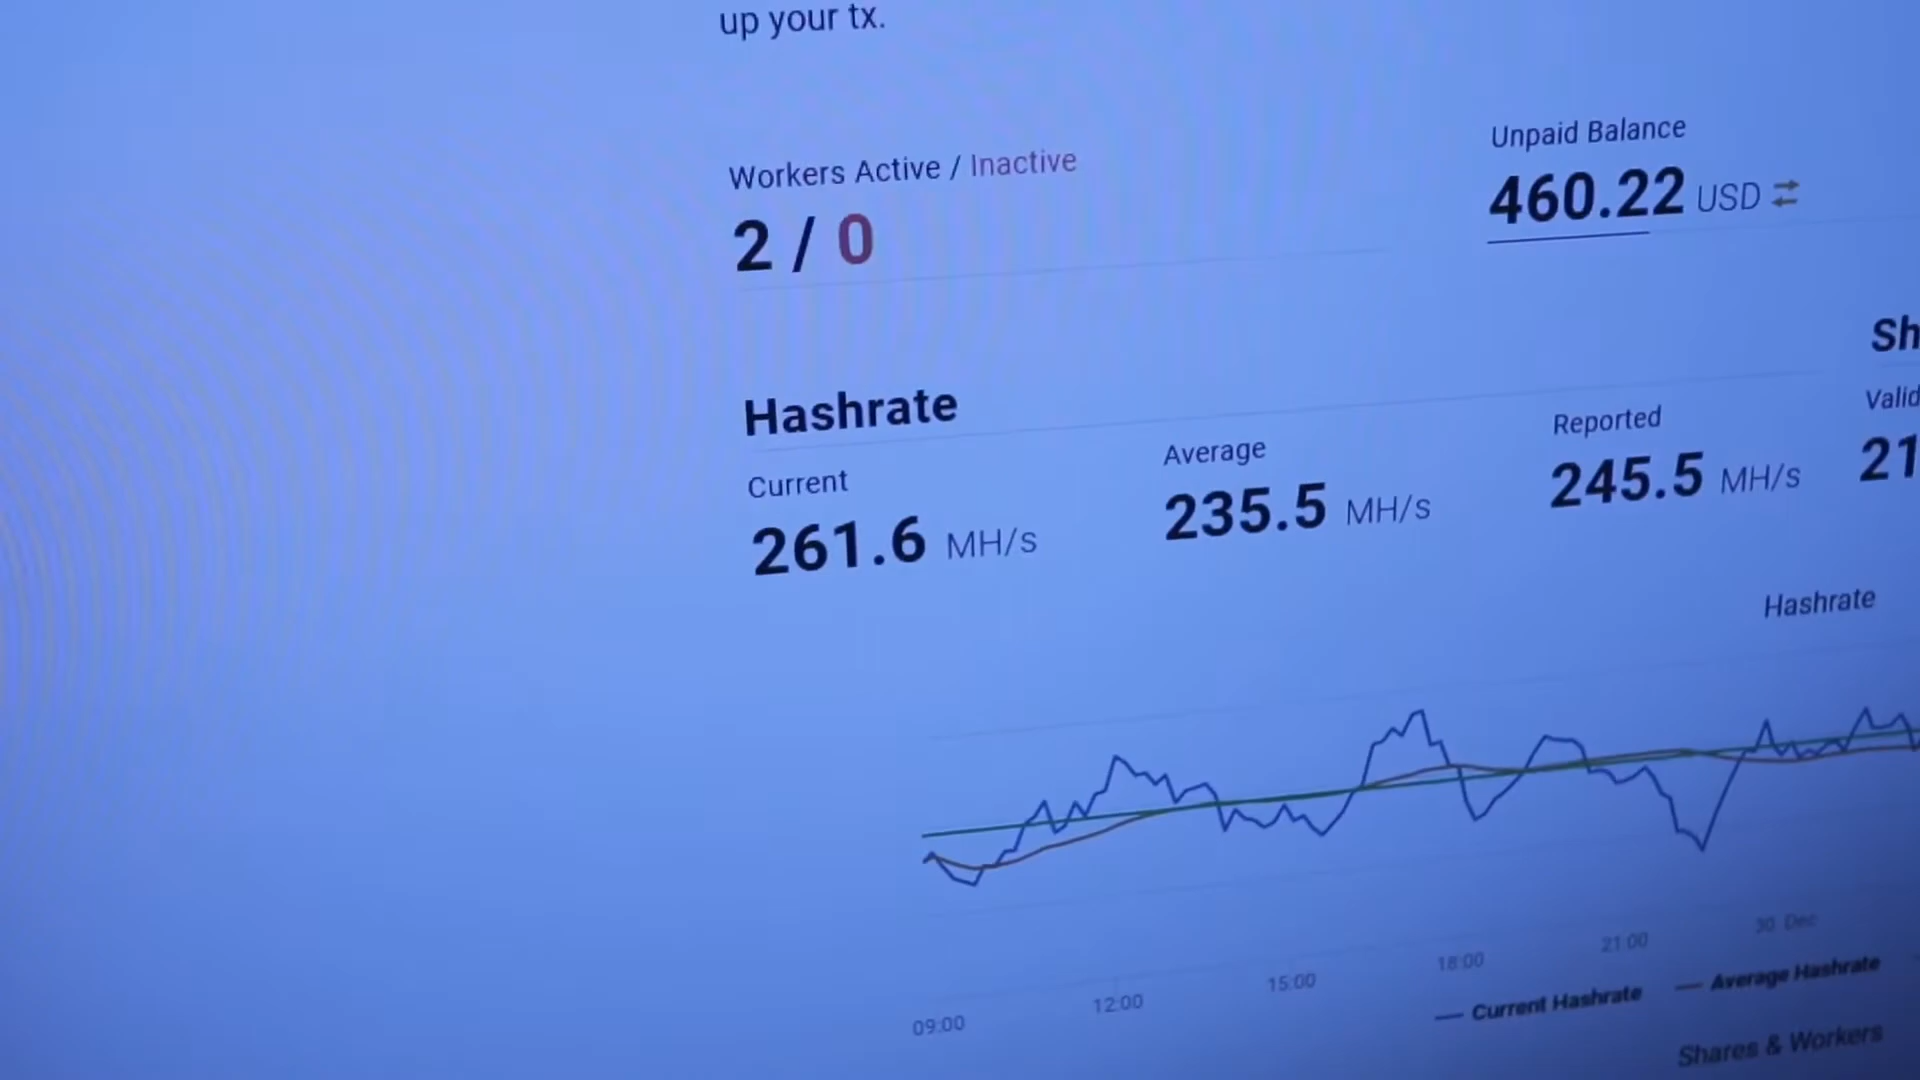 up your tx.
Workers Active / Inactive
2 / 0
Unpaid Balance
460.22 USD
Hashrate
Current
261.6 MH/s
Average
235.5 MH/s
Reported
245.5 MH/s
Sh
Valid
21
Hashrate
09:00
12:00
15:00
18:00
21:00
30. Dec
Current Hashrate
Average Hashrate
Shares & Workers